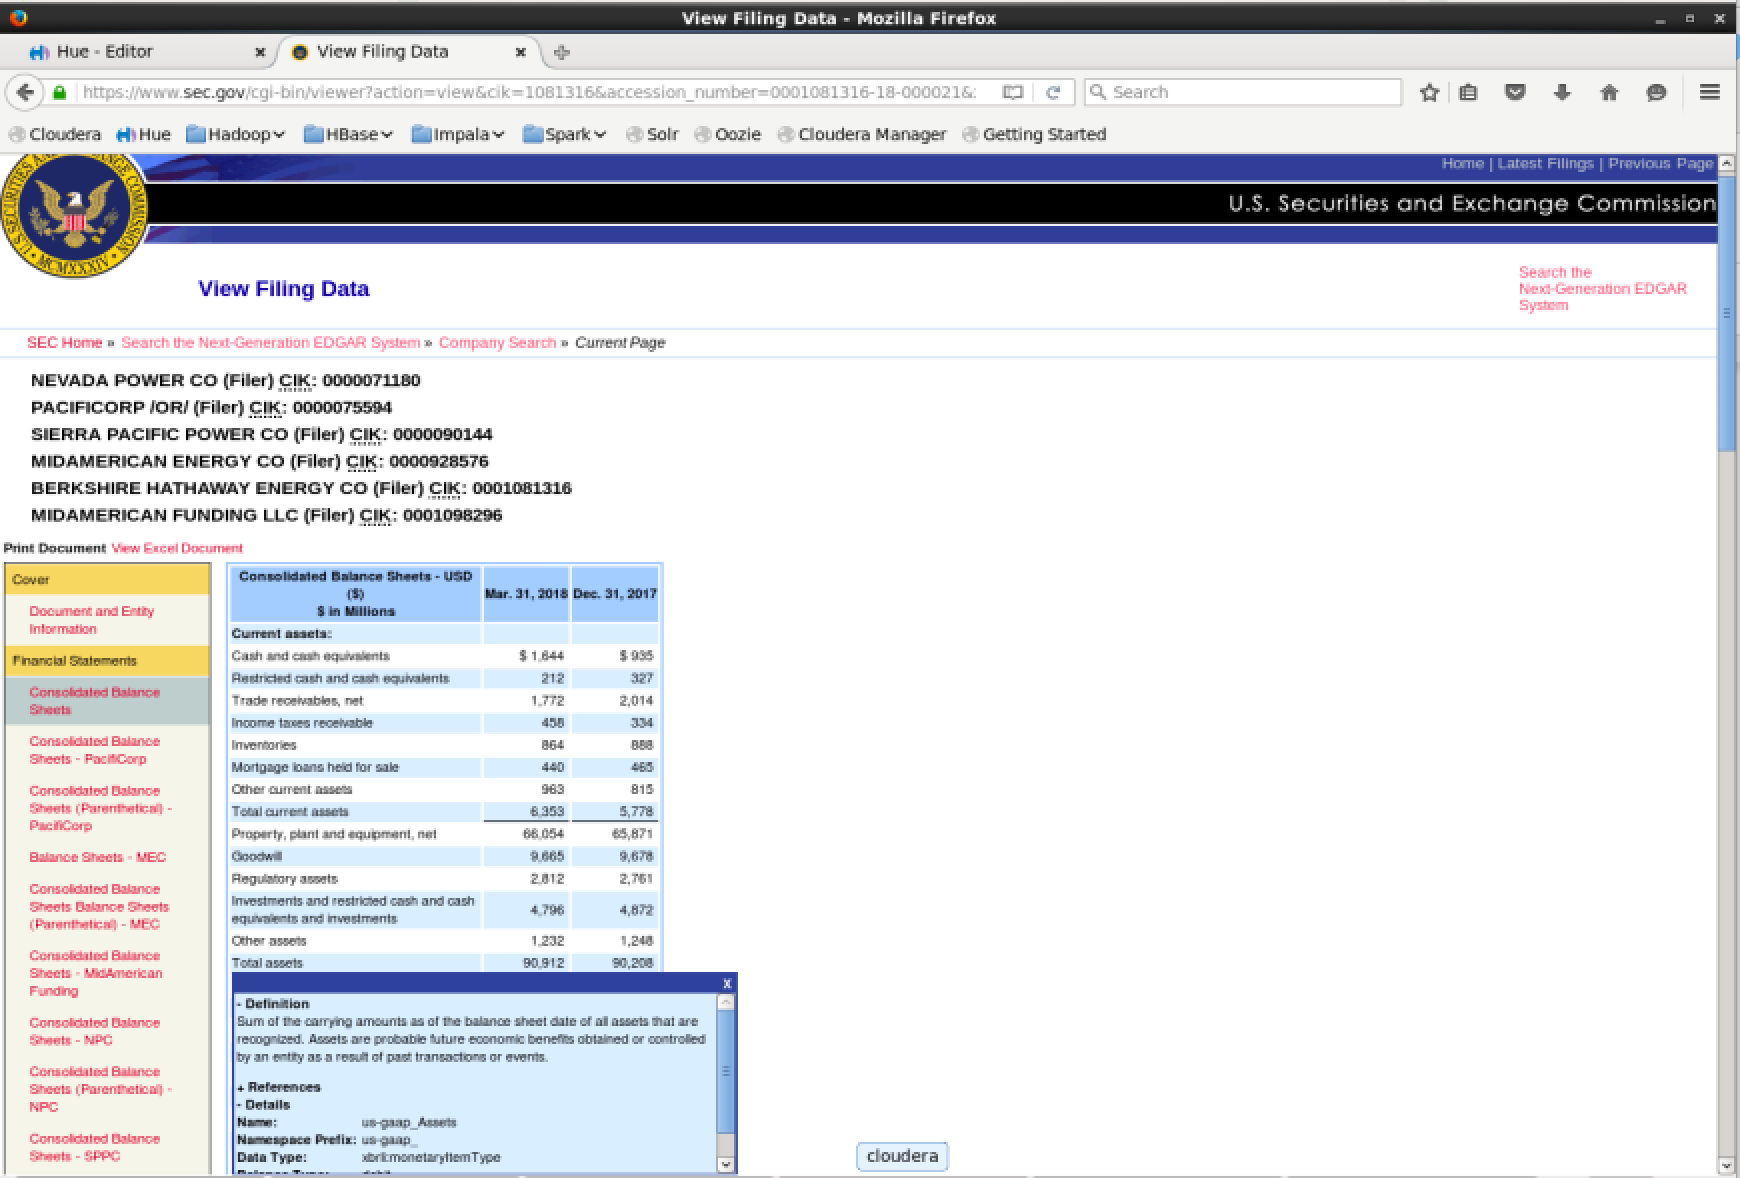 View Filing Data - Mozilla Firefox
Hue - Editor
View Filing Data
https://www.sec.gov/cgi-bin/viewer?action=view&cik=1081316&accession_number=0001081316-18-000021&:
Search
Cloudera Hue Hadoop HBase Impala Spark Solr Oozie Cloudera Manager Getting Started
Home | Latest Filings | Previous Page
U.S. Securities and Exchange Commission
MCMXXXIV
View Filing Data
Search the
Next-Generation EDGAR
System
SEC Home » Search the Next-Generation EDGAR System » Company Search » Current Page
NEVADA POWER CO (Filer) CIK: 0000071180
PACIFICORP /OR/ (Filer) CIK: 0000075594
SIERRA PACIFIC POWER CO (Filer) CIK: 0000090144
MIDAMERICAN ENERGY CO (Filer) CIK: 0000928576
BERKSHIRE HATHAWAY ENERGY CO (Filer) CIK: 0001081316
MIDAMERICAN FUNDING LLC (Filer) CIK: 0001098296
Print Document View Excel Document
Cover
Document and Entity
Information
Financial Statements
Consolidated Balance
Sheets
Consolidated Balance
Sheets - PacifiCorp
Consolidated Balance
Sheets (Parenthetical) -
PacifiCorp
Balance Sheets - MEC
Consolidated Balance
Sheets Balance Sheets
(Parenthetical) - MEC
Consolidated Balance
Sheets - MidAmerican
Funding
Consolidated Balance
Sheets - NPC
Consolidated Balance
Sheets (Parenthetical) -
NPC
Consolidated Balance
Sheets - SPPC
Consolidated Balance Sheets - USD
($)
$ in Millions
Mar. 31, 2018 Dec. 31, 2017
Current assets:
Cash and cash equivalents $ 1,644 $ 935
Restricted cash and cash equivalents 212 327
Trade receivables, net 1,772 2,014
Income taxes receivable 458 334
Inventories 864 888
Mortgage loans held for sale 440 465
Other current assets 963 815
Total current assets 6,353 5,778
Property, plant and equipment, net 66,054 65,871
Goodwill 9,665 9,678
Regulatory assets 2,812 2,761
Investments and restricted cash and cash
equivalents and investments 4,796 4,872
Other assets 1,232 1,248
Total assets 90,912 90,208
X
- Definition
Sum of the carrying amounts as of the balance sheet date of all assets that are
recognized. Assets are probable future economic benefits obtained or controlled
by an entity as a result of past transactions or events.
+ References
- Details
Name: us-gaap_Assets
Namespace Prefix: us-gaap_
Data Type: xbrli:monetaryItemType
cloudera